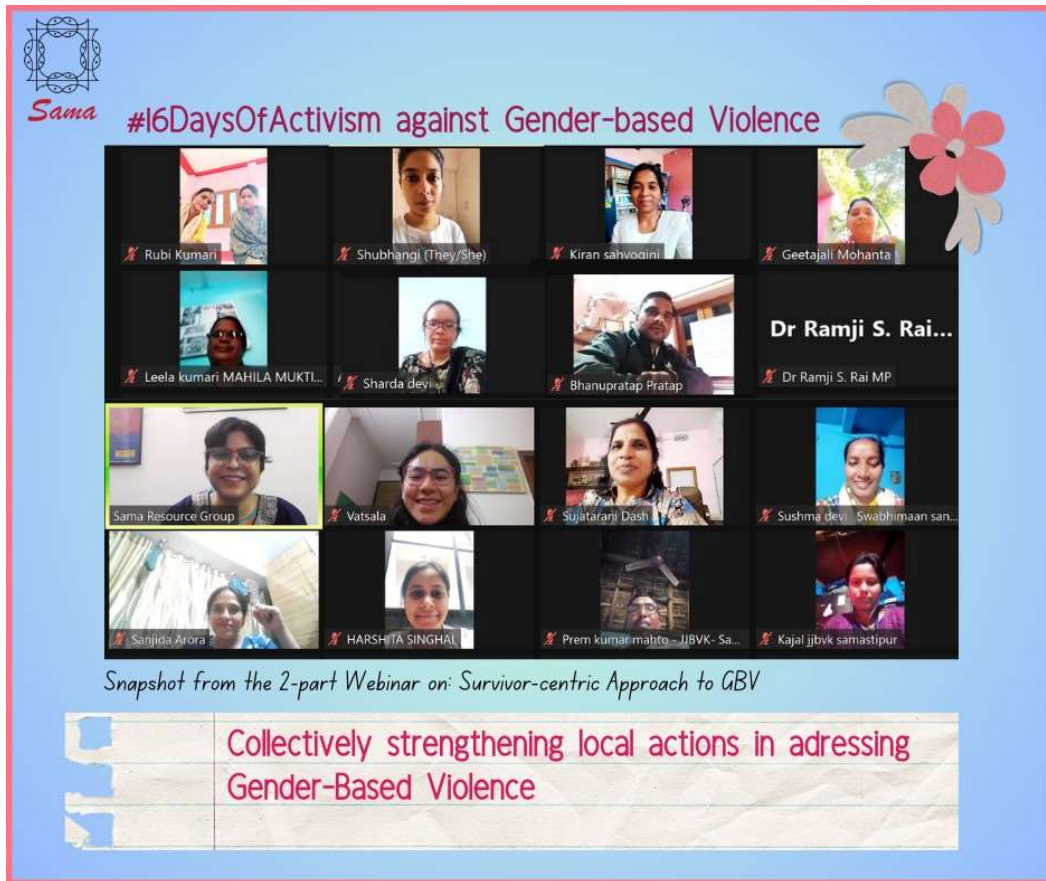 Sama
#16DaysOfActivism against Gender-based Violence
Rubi Kumari
Shubhangi (They/She)
Kiran sahyogini
Geetajali Mohanta
Leela kumari MAHILA MUKTI...
Sharda devi
Bhanupratap Pratap
Dr Ramji S. Rai...
Dr Ramji S. Rai MP
Sama Resource Group
Vatsala
Sujatarani Dash
Sushma devi Swabhimaan san...
Sanjida Arora
HARSHITA SINGHAL
Prem kumar mahto - JJBVK- Sa...
Kajal jjbvk samastipur
Snapshot from the 2-part Webinar on: Survivor-centric Approach to GBV
Collectively strengthening local actions in adressing
Gender-Based Violence